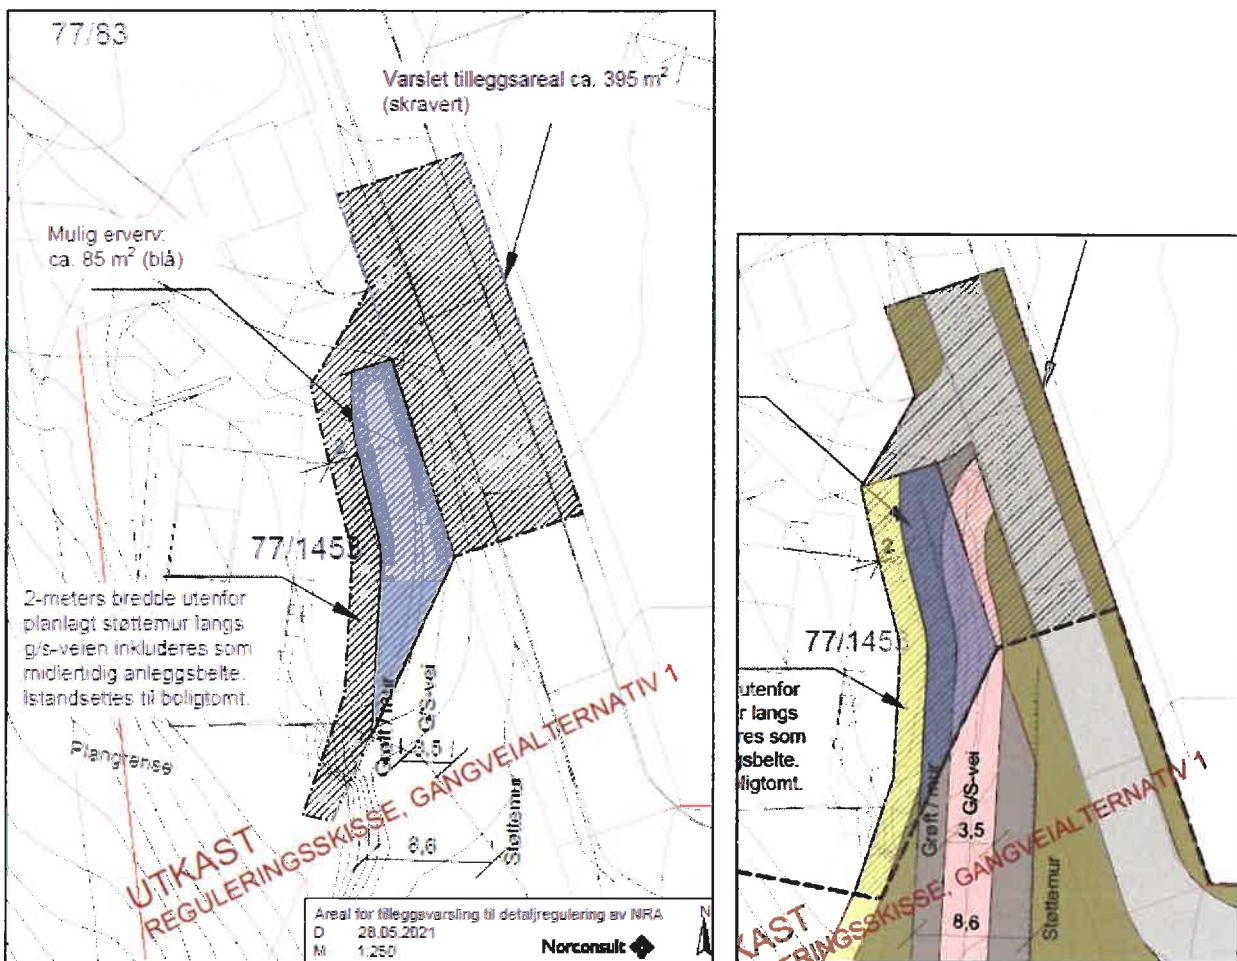 77/83
Varslet tilleggsareal ca. 395 m²
(skravert)
Mulig erverv:
ca. 85 m² (blå)
2
77/145
2-meters bredde utenfor
planlagt støttemur langs
g/s-veien inkluderes som
midlertidig anleggsbelte.
Istandsettes til boligtomt.
Plangrense
Grøft / mur
G/S-vei
3,5
8,6
Støttemur
UTKAST
REGULERINGSSKISSE, GANGVEIALTERNATIV 1
Areal for tilleggsvarsling til detaljregulering av NRA
D 28.05.2021
M 1:250
Norconsult
N
2
77/145
utenfor
r langs
res som
gsbelte.
ligtomt.
Grøft / mur
G/S-vei
3,5
8,6
Støttemur
KAST
ERINGSSKISSE, GANGVEIALTERNATIV 1